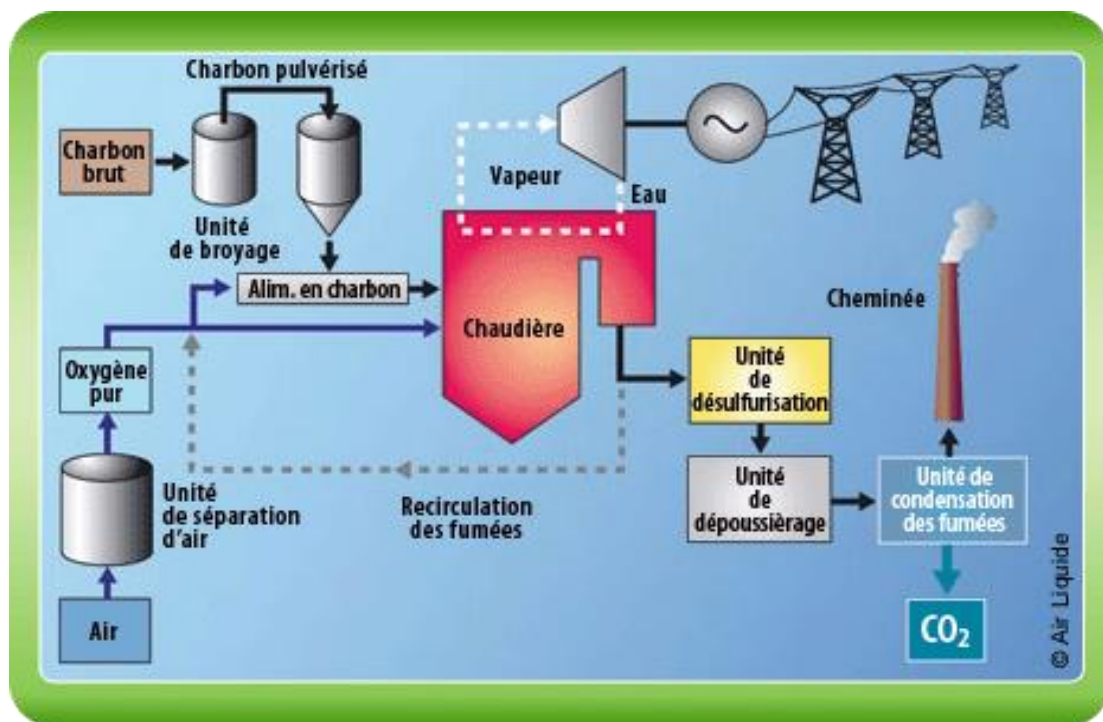 Charbon pulvérisé
Charbon
brut
Vapeur
Eau
Unité
de broyage
Alim. en charbon
Cheminée
Chaudière
Oxygène
pur
Unité
de
désulfurisation
Unité
de séparation
d'air
Recirculation
des fumées
Unité
de
dépoussièrage
Unité de
condensation
des fumées
Air
CO₂
© Air Liquide